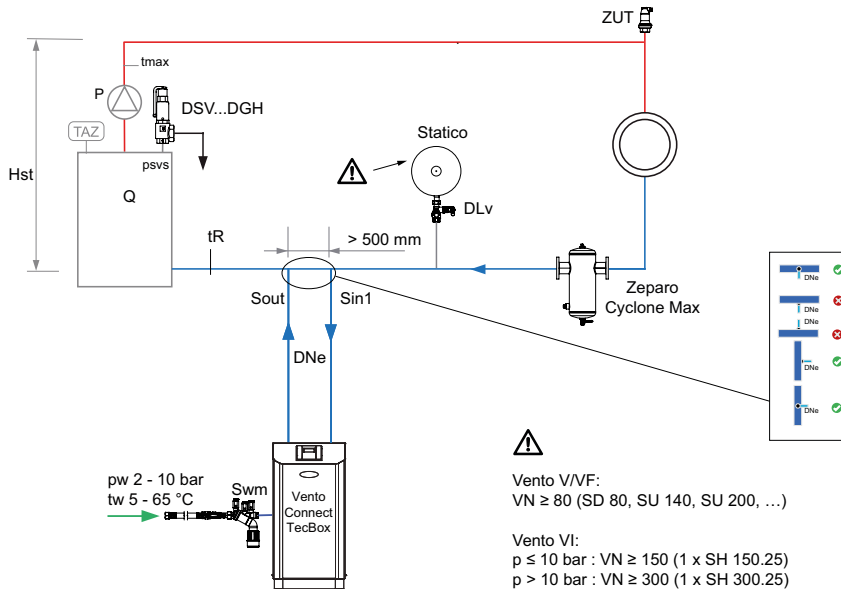 ZUT
tmax
P
DSV...DGH
TAZ
Statico
Hst
psvs
Q
DLv
tR
> 500 mm
Zeparo
Cyclone Max
Sout
Sin1
DNe
DNe
DNe
DNe
DNe
DNe
pw 2 - 10 bar
tw 5 - 65 °C
Swm
Vento
Connect
TecBox
Vento V/VF:
VN ≥ 80 (SD 80, SU 140, SU 200, …)
Vento VI:
p ≤ 10 bar : VN ≥ 150 (1 x SH 150.25)
p > 10 bar : VN ≥ 300 (1 x SH 300.25)